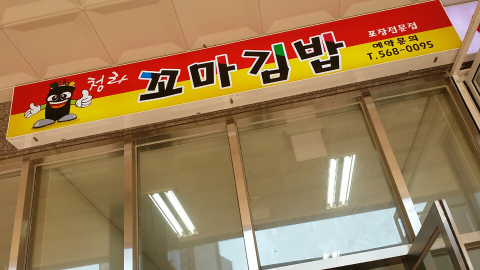 청라 꼬마김밥
포장전문점
예약문의
T.568-0095